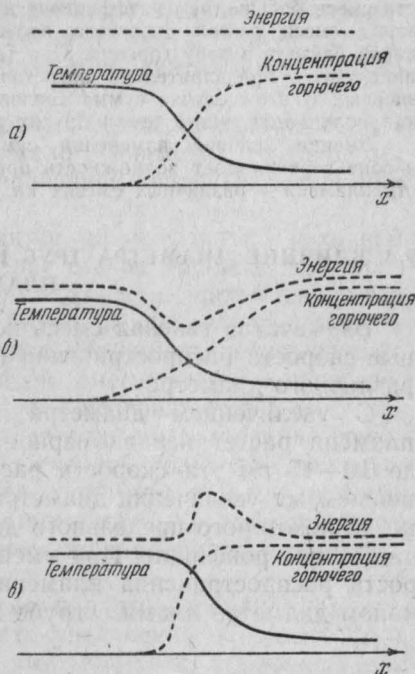 Энергия
Температура
Концентрация
горючего
а)
x
Энергия
Температура
Концентрация
горючего
б)
x
Энергия
Температура
Концентрация
горючего
в)
x